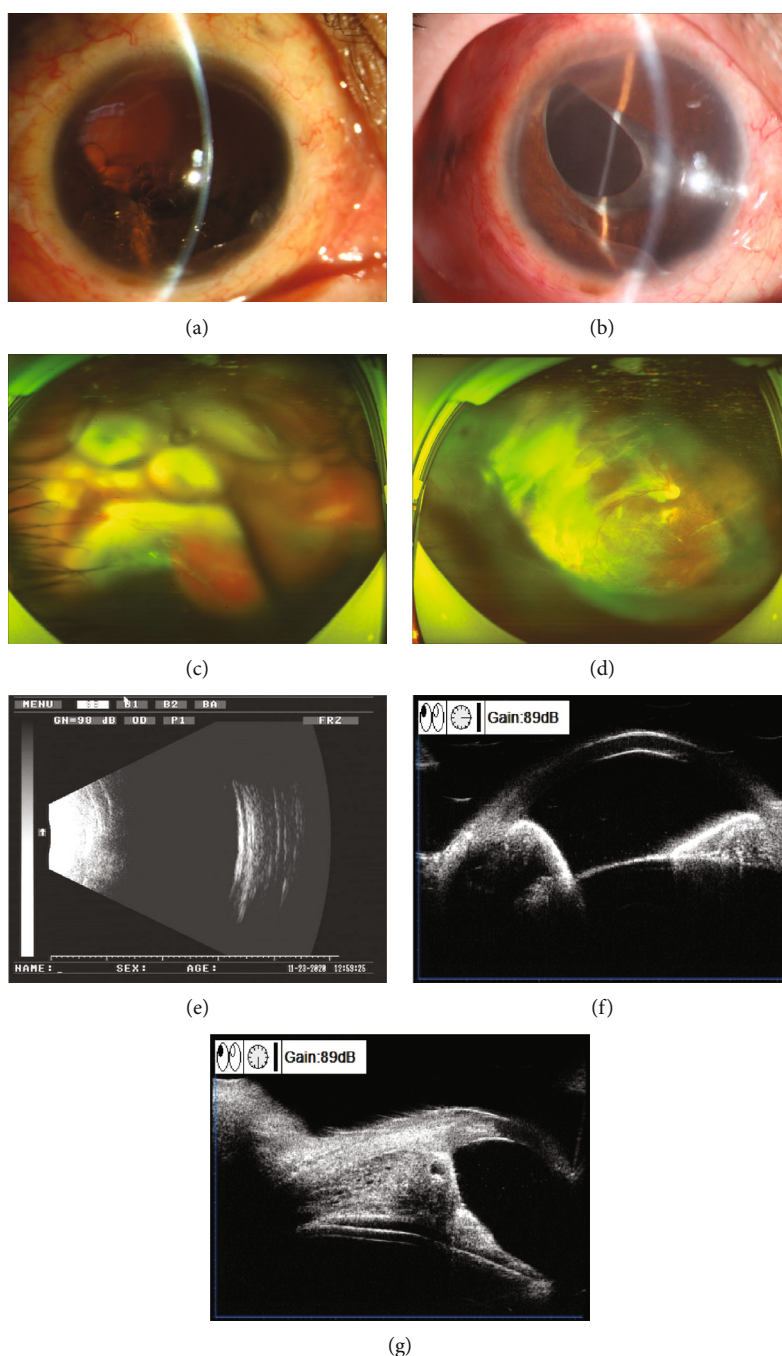 (a)
(b)
(c)
(d)
MENU B1 B2 BA
GN=98 dB OD P1 FRZ
NAME:_ SEX: AGE: 11-23-2020 12:59:25
(e)
Gain:89dB
(f)
Gain:89dB
(g)